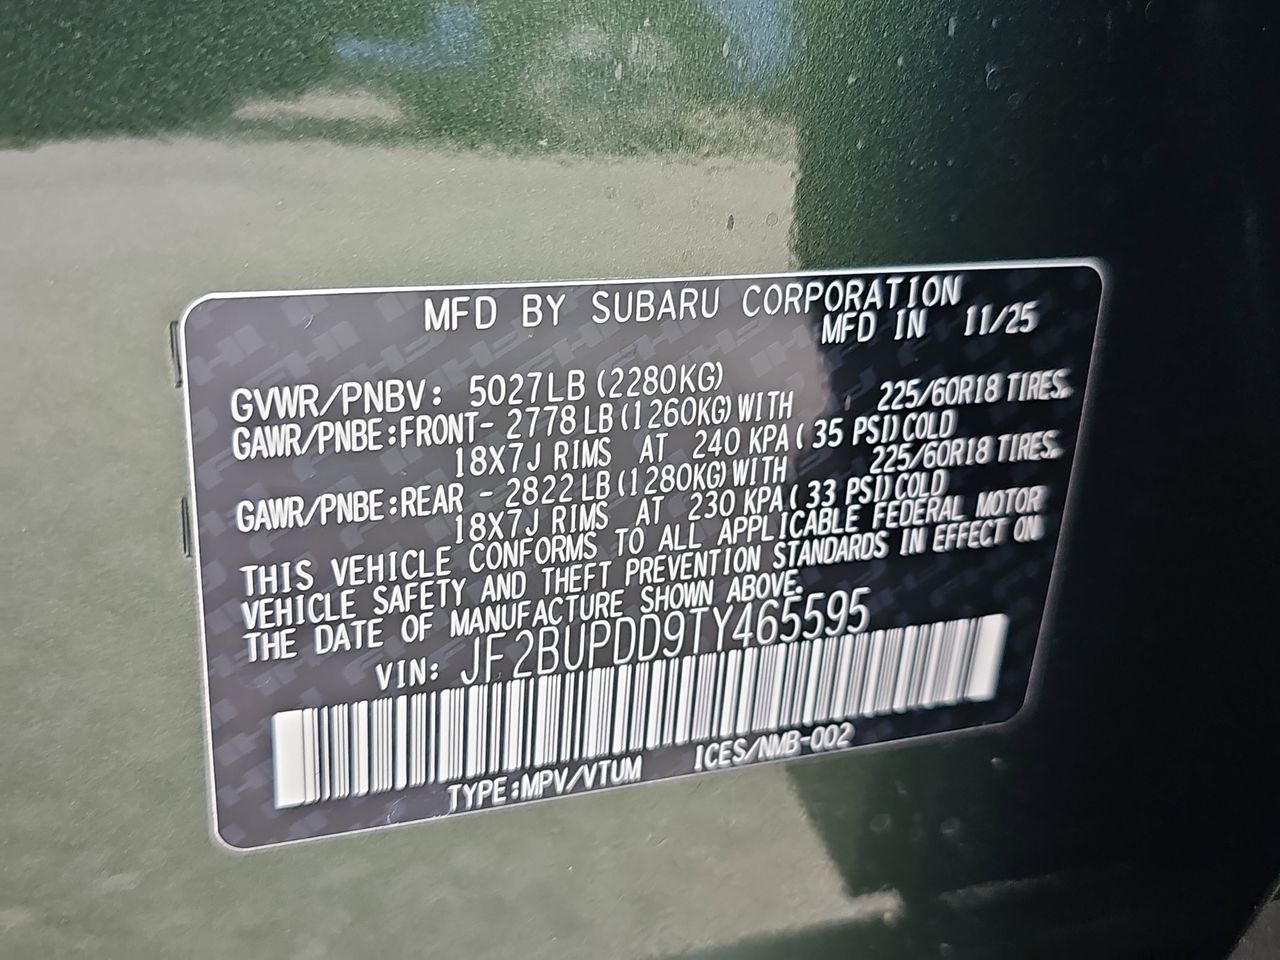 MFD BY SUBARU CORPORATION
MFD IN 11/25
GVWR/PNBV: 5027LB (2280KG)
GAWR/PNBE:FRONT- 2778 LB (1260KG) WITH 225/60R18 TIRES.
18X7J RIMS AT 240 KPA ( 35 PSI) COLD
GAWR/PNBE:REAR - 2822 LB (1280KG) WITH 225/60R18 TIRES.
18X7J RIMS AT 230 KPA ( 33 PSI) COLD
THIS VEHICLE CONFORMS TO ALL APPLICABLE FEDERAL MOTOR
VEHICLE SAFETY AND THEFT PREVENTION STANDARDS IN EFFECT ON
THE DATE OF MANUFACTURE SHOWN ABOVE.
VIN: JF2BUPDD9TY465595
TYPE:MPV/VTUM ICES/NMB-002